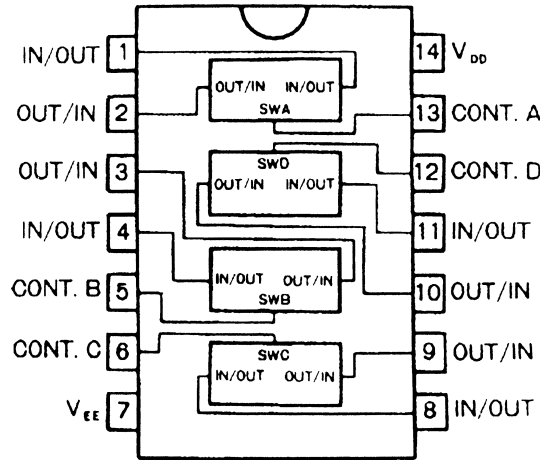 IN/OUT 1 14 VDD
OUT/IN IN/OUT
SWA
OUT/IN 2 13 CONT. A
OUT/IN 3 12 CONT. D
SWD
OUT/IN IN/OUT
IN/OUT 4 11 IN/OUT
IN/OUT OUT/IN
SWB
CONT. B 5 10 OUT/IN
CONT. C 6 9 OUT/IN
SWC
IN/OUT OUT/IN
VEE 7 8 IN/OUT